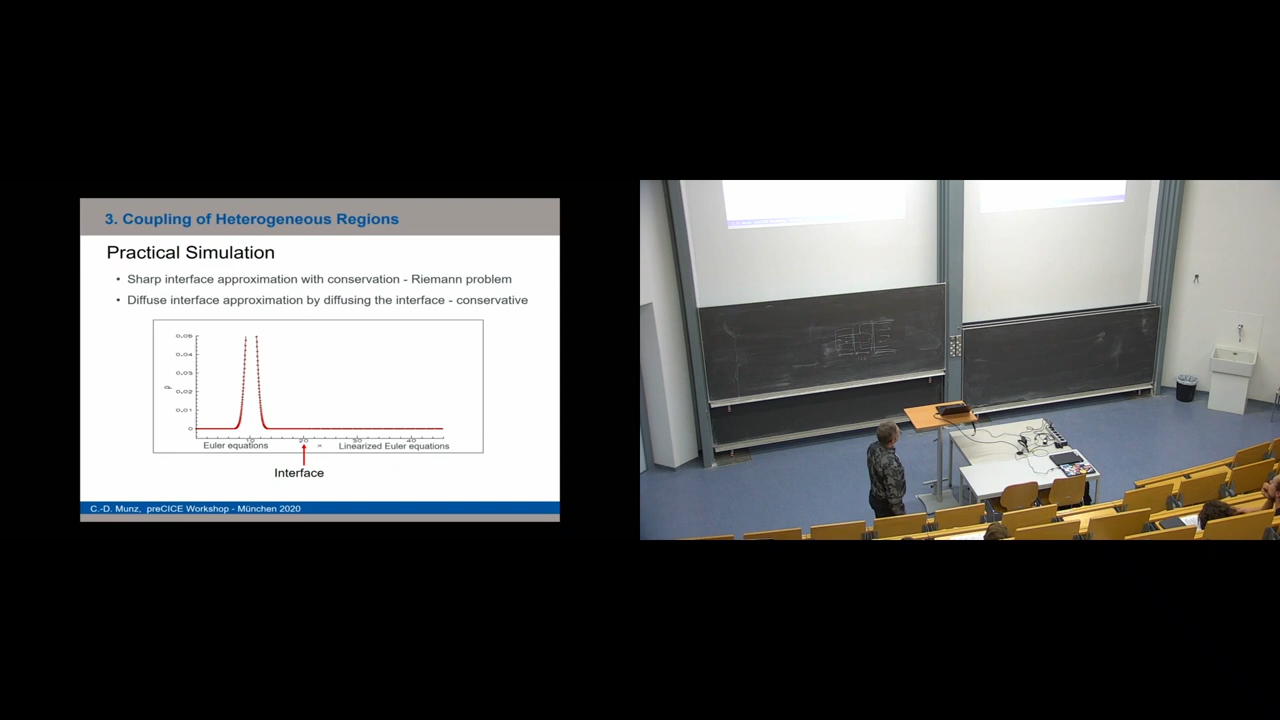 3. Coupling of Heterogeneous Regions
Practical Simulation
• Sharp interface approximation with conservation - Riemann problem
• Diffuse interface approximation by diffusing the interface - conservative
0.05
0.04
0.03
0.02
0.01
0
ρ
10 20 30 40
x
Euler equations
Linearized Euler equations
Interface
C.-D. Munz, preCICE Workshop - München 2020